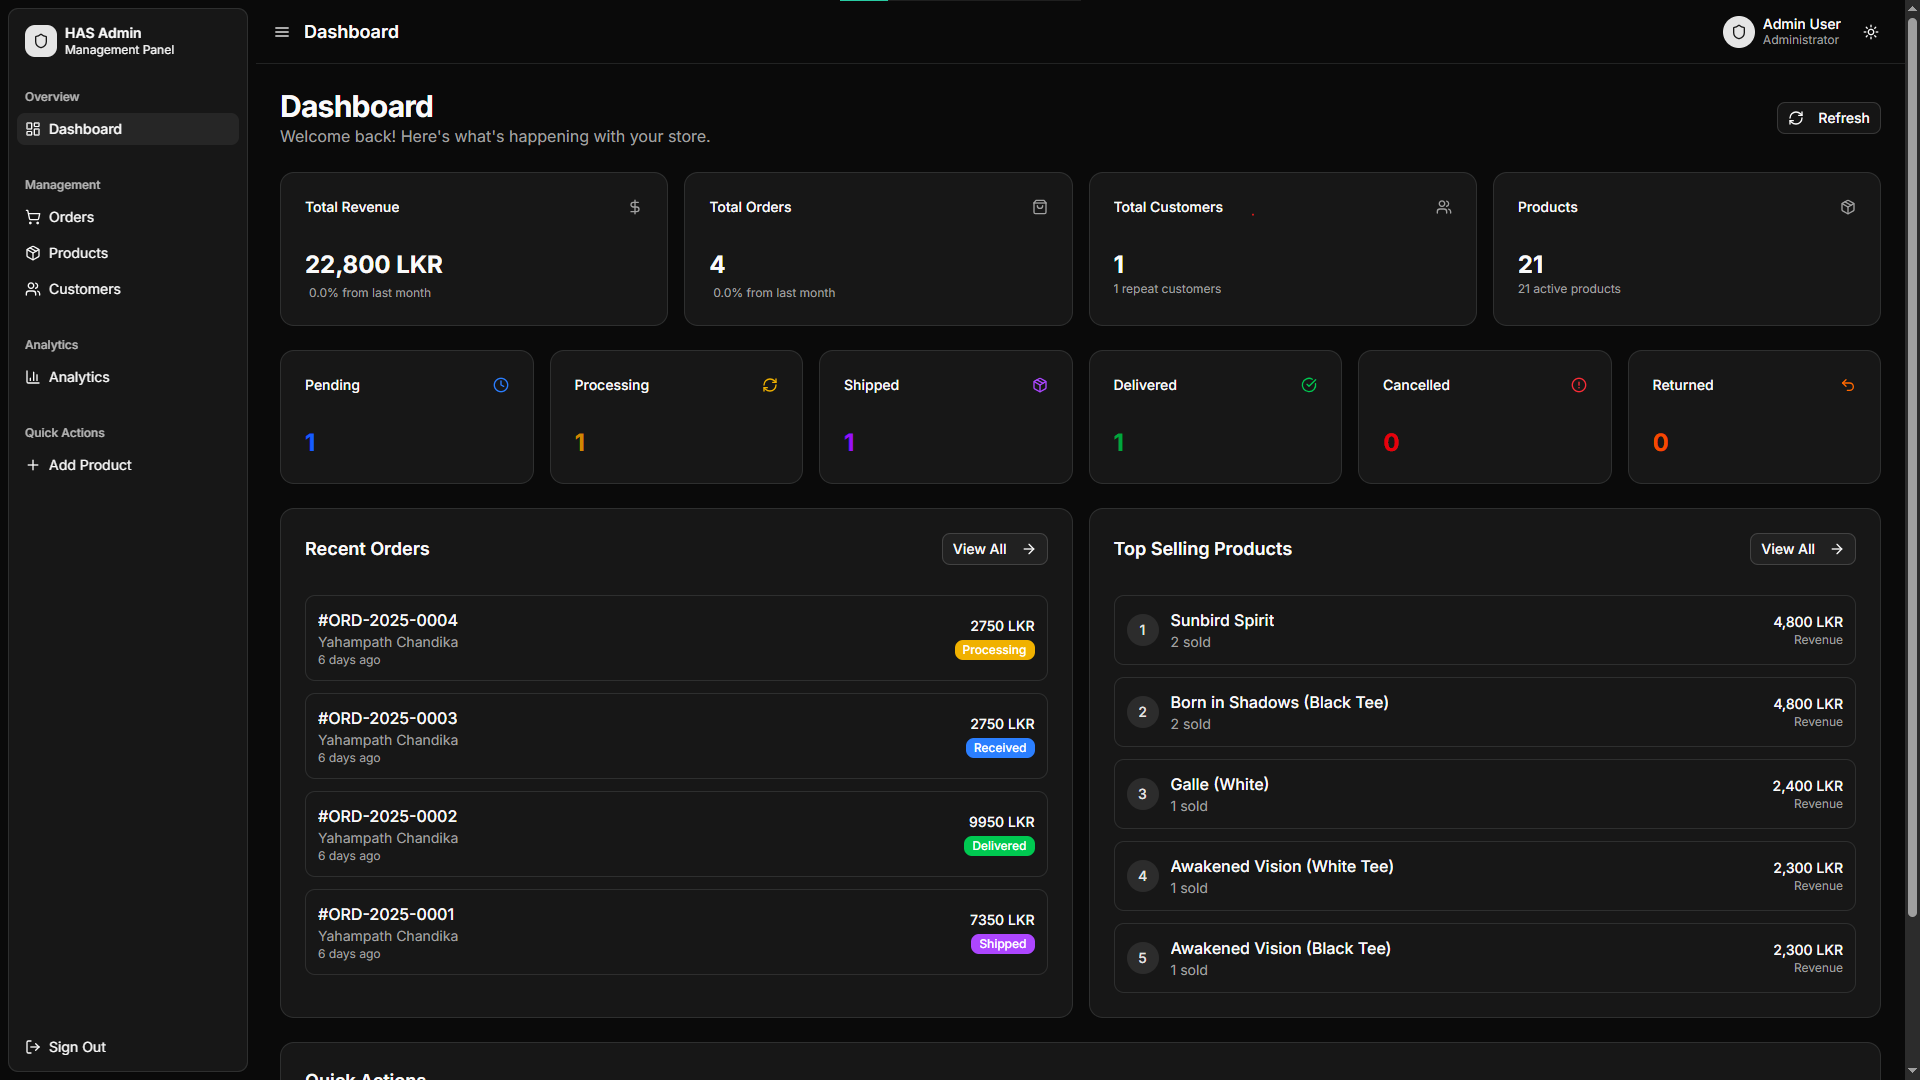 HAS Admin
Management Panel
Overview
Dashboard
Management
Orders
Products
Customers
Analytics
Analytics
Quick Actions
Add Product
Sign Out
Dashboard
Admin User
Administrator
Dashboard
Welcome back! Here's what's happening with your store.
Refresh
Total Revenue
22,800 LKR
0.0% from last month
Total Orders
4
0.0% from last month
Total Customers
1
1 repeat customers
Products
21
21 active products
Pending
1
Processing
1
Shipped
1
Delivered
1
Cancelled
0
Returned
0
Recent Orders
View All
#ORD-2025-0004
Yahampath Chandika
6 days ago
2750 LKR
Processing
#ORD-2025-0003
Yahampath Chandika
6 days ago
2750 LKR
Received
#ORD-2025-0002
Yahampath Chandika
6 days ago
9950 LKR
Delivered
#ORD-2025-0001
Yahampath Chandika
6 days ago
7350 LKR
Shipped
Top Selling Products
View All
1
Sunbird Spirit
2 sold
4,800 LKR
Revenue
2
Born in Shadows (Black Tee)
2 sold
4,800 LKR
Revenue
3
Galle (White)
1 sold
2,400 LKR
Revenue
4
Awakened Vision (White Tee)
1 sold
2,300 LKR
Revenue
5
Awakened Vision (Black Tee)
1 sold
2,300 LKR
Revenue
Quick Actions